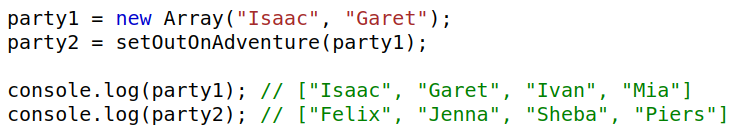 party1 = new Array("Isaac", "Garet");
party2 = setOutOnAdventure(party1);
console.log(party1); // ["Isaac", "Garet", "Ivan", "Mia"]
console.log(party2); // ["Felix", "Jenna", "Sheba", "Piers"]